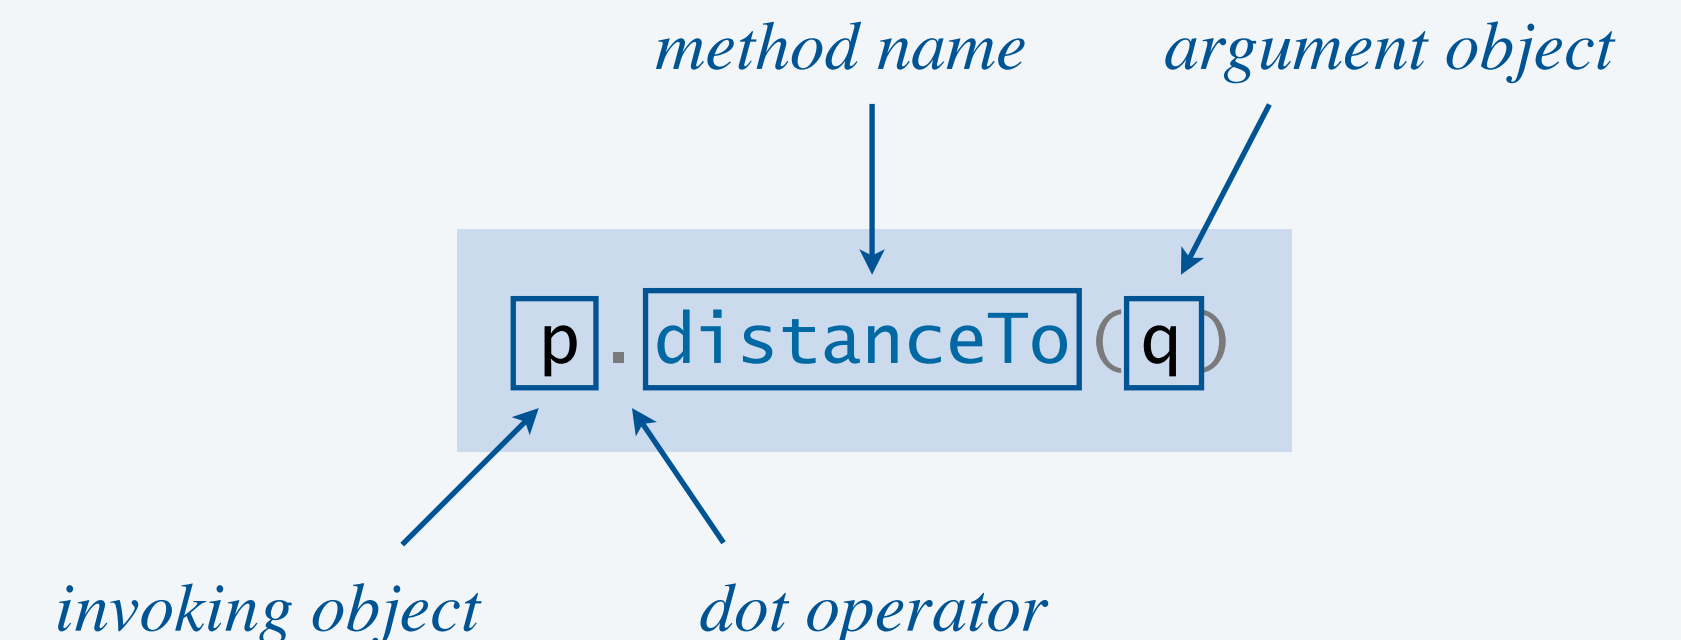 method name argument object
p.distanceTo(q)
invoking object dot operator